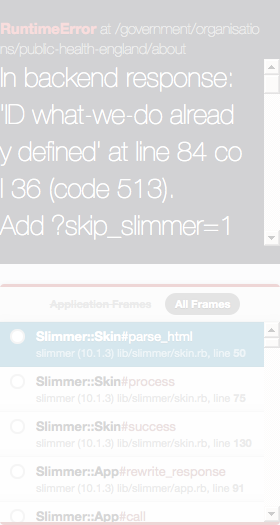 RuntimeError at /government/organisatio
ns/public-health-england/about
In backend response:
'ID what-we-do alread
y defined' at line 84 co
l 36 (code 513).
Add ?skip_slimmer=1
Application Frames All Frames
Slimmer::Skin#parse_html
slimmer (10.1.3) lib/slimmer/skin.rb, line 50
Slimmer::Skin#process
slimmer (10.1.3) lib/slimmer/skin.rb, line 75
Slimmer::Skin#success
slimmer (10.1.3) lib/slimmer/skin.rb, line 130
Slimmer::App#rewrite_response
slimmer (10.1.3) lib/slimmer/app.rb, line 91
Slimmer::App#call